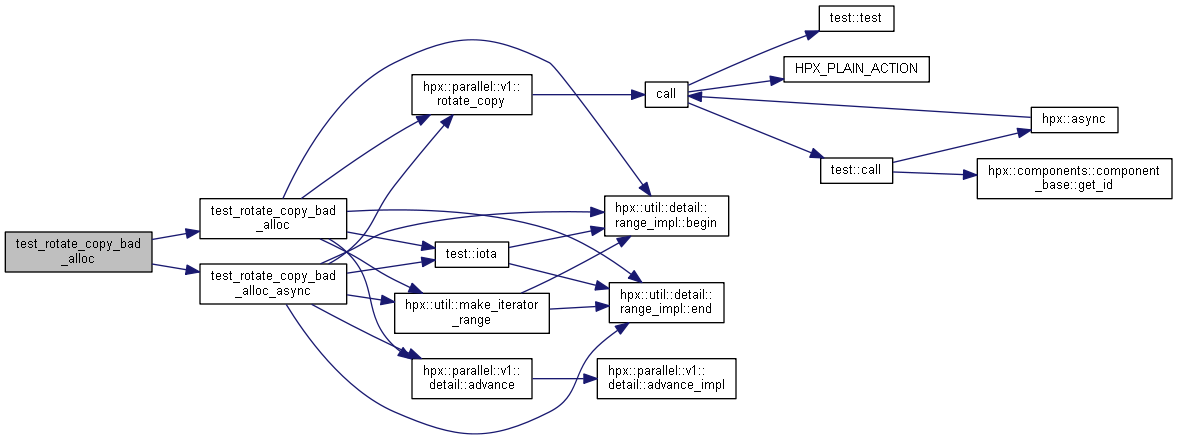 test_rotate_copy_bad
_alloc
test_rotate_copy_bad
_alloc
test_rotate_copy_bad
_alloc_async
hpx::parallel::v1::
rotate_copy
test::iota
hpx::util::make_iterator
_range
hpx::parallel::v1::
detail::advance
hpx::util::detail::
range_impl::begin
hpx::util::detail::
range_impl::end
hpx::parallel::v1::
detail::advance_impl
call
test::test
HPX_PLAIN_ACTION
test::call
hpx::async
hpx::components::component
_base::get_id